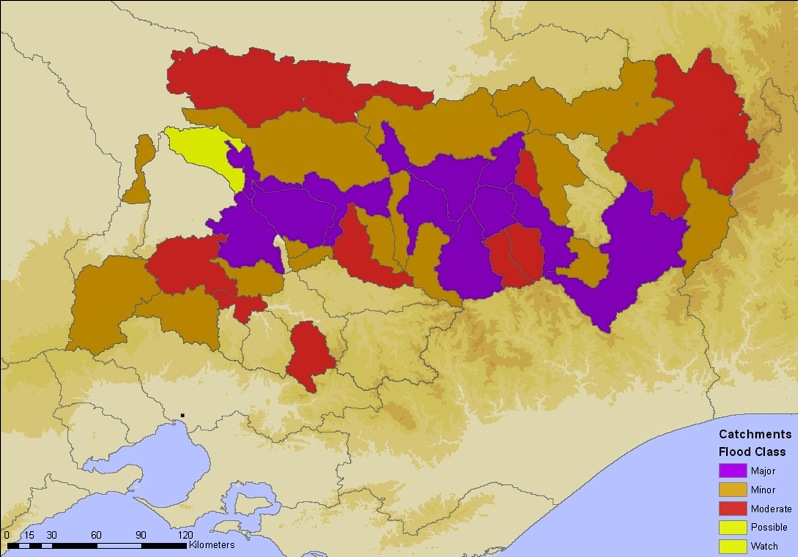 Catchments
Flood Class
Major
Minor
Moderate
Possible
Watch
0 15 30 60 90 120
Kilometers